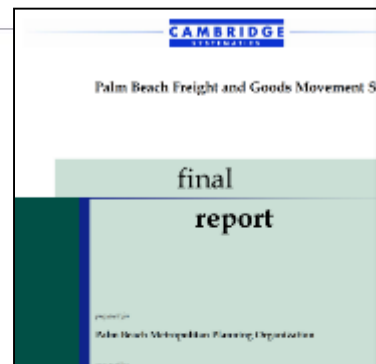 CAMBRIDGE
SYSTEMATICS
Palm Beach Freight and Goods Movement S
final
report
prepared for
Palm Beach Metropolitan Planning Organization